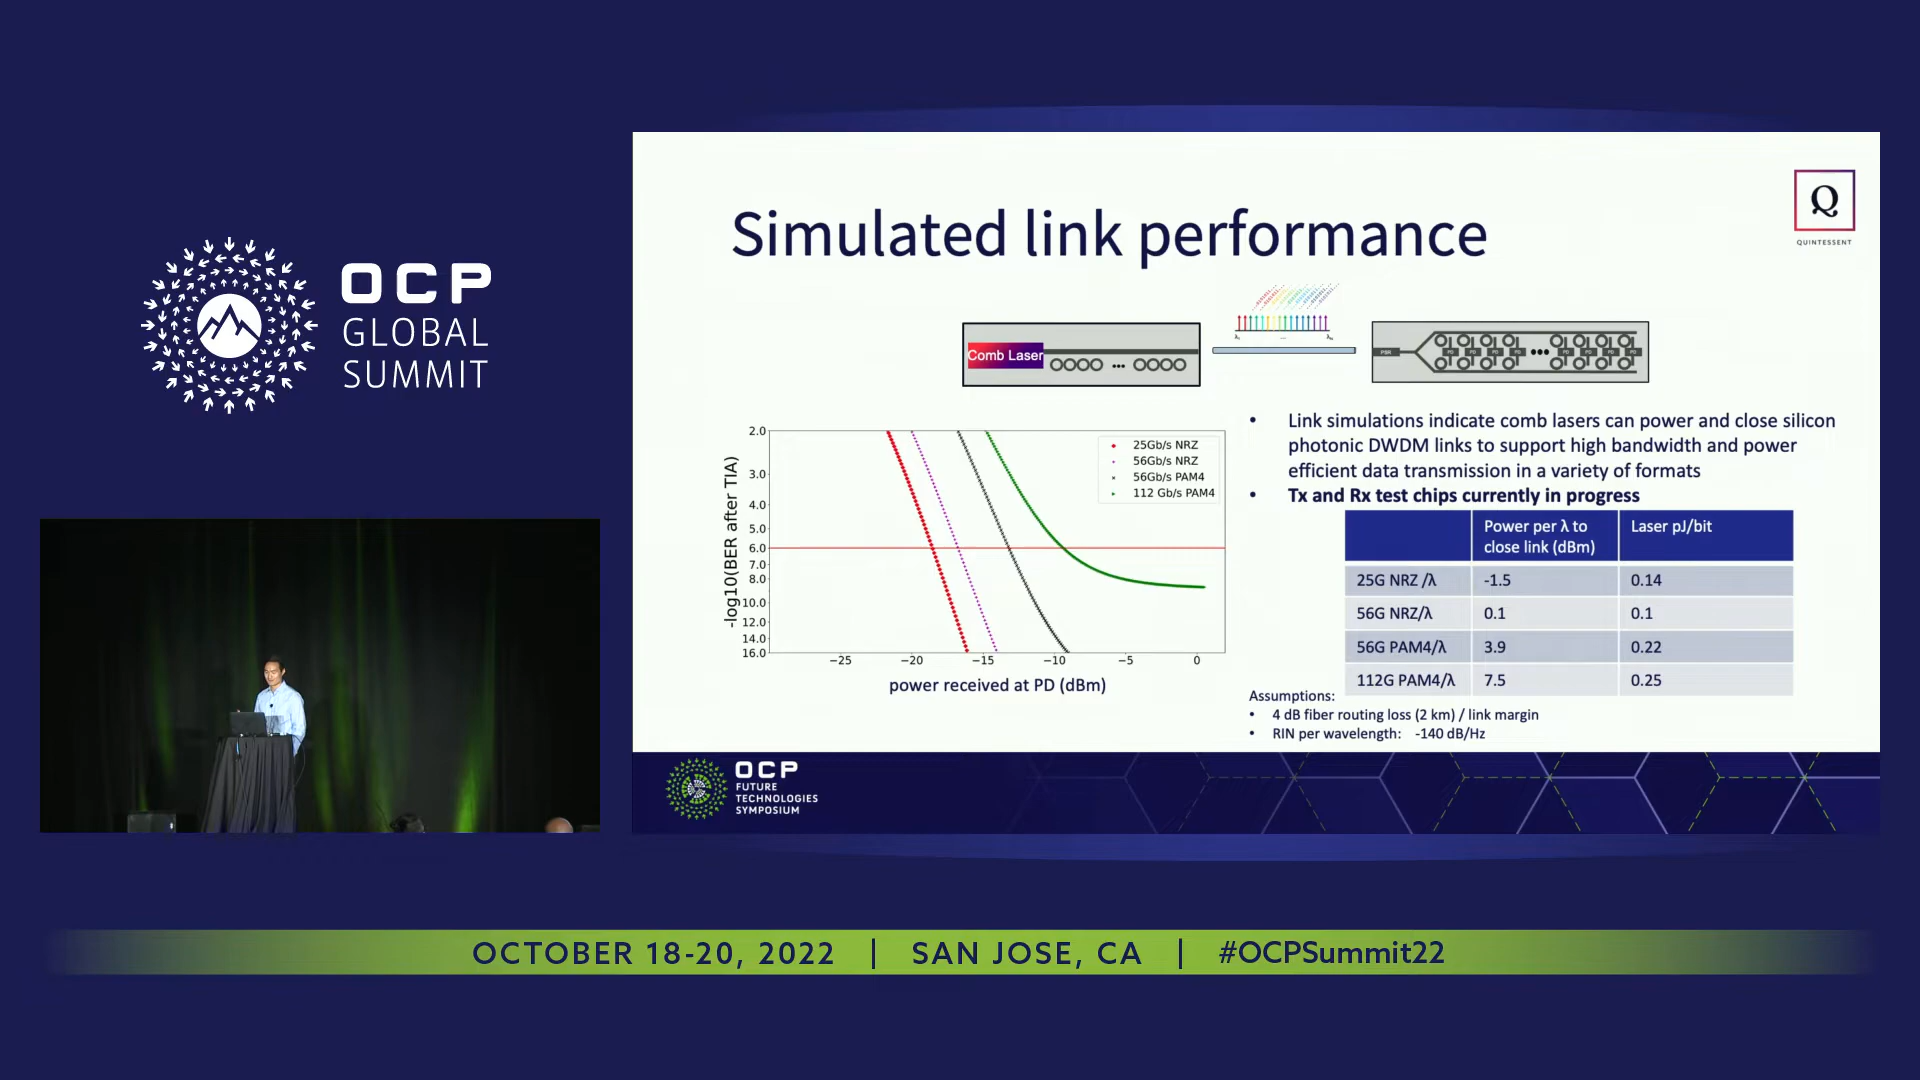 OCP
GLOBAL
SUMMIT
Simulated link performance
Q
QUINTESSENT
Comb Laser
•••
•••
Link simulations indicate comb lasers can power and close silicon
photonic DWDM links to support high bandwidth and power
efficient data transmission in a variety of formats
Tx and Rx test chips currently in progress
-log10(BER after TIA)
2.0
3.0
4.0
5.0
6.0
7.0
8.0
10.0
12.0
14.0
16.0
25Gb/s NRZ
56Gb/s NRZ
56Gb/s PAM4
112 Gb/s PAM4
−25 −20 −15 −10 −5 0
power received at PD (dBm)
Power per λ to close link (dBm) Laser pJ/bit
25G NRZ /λ -1.5 0.14
56G NRZ/λ 0.1 0.1
56G PAM4/λ 3.9 0.22
112G PAM4/λ 7.5 0.25
Assumptions:
• 4 dB fiber routing loss (2 km) / link margin
• RIN per wavelength: -140 dB/Hz
OCP
FUTURE
TECHNOLOGIES
SYMPOSIUM
OCTOBER 18-20, 2022 | SAN JOSE, CA | #OCPSummit22